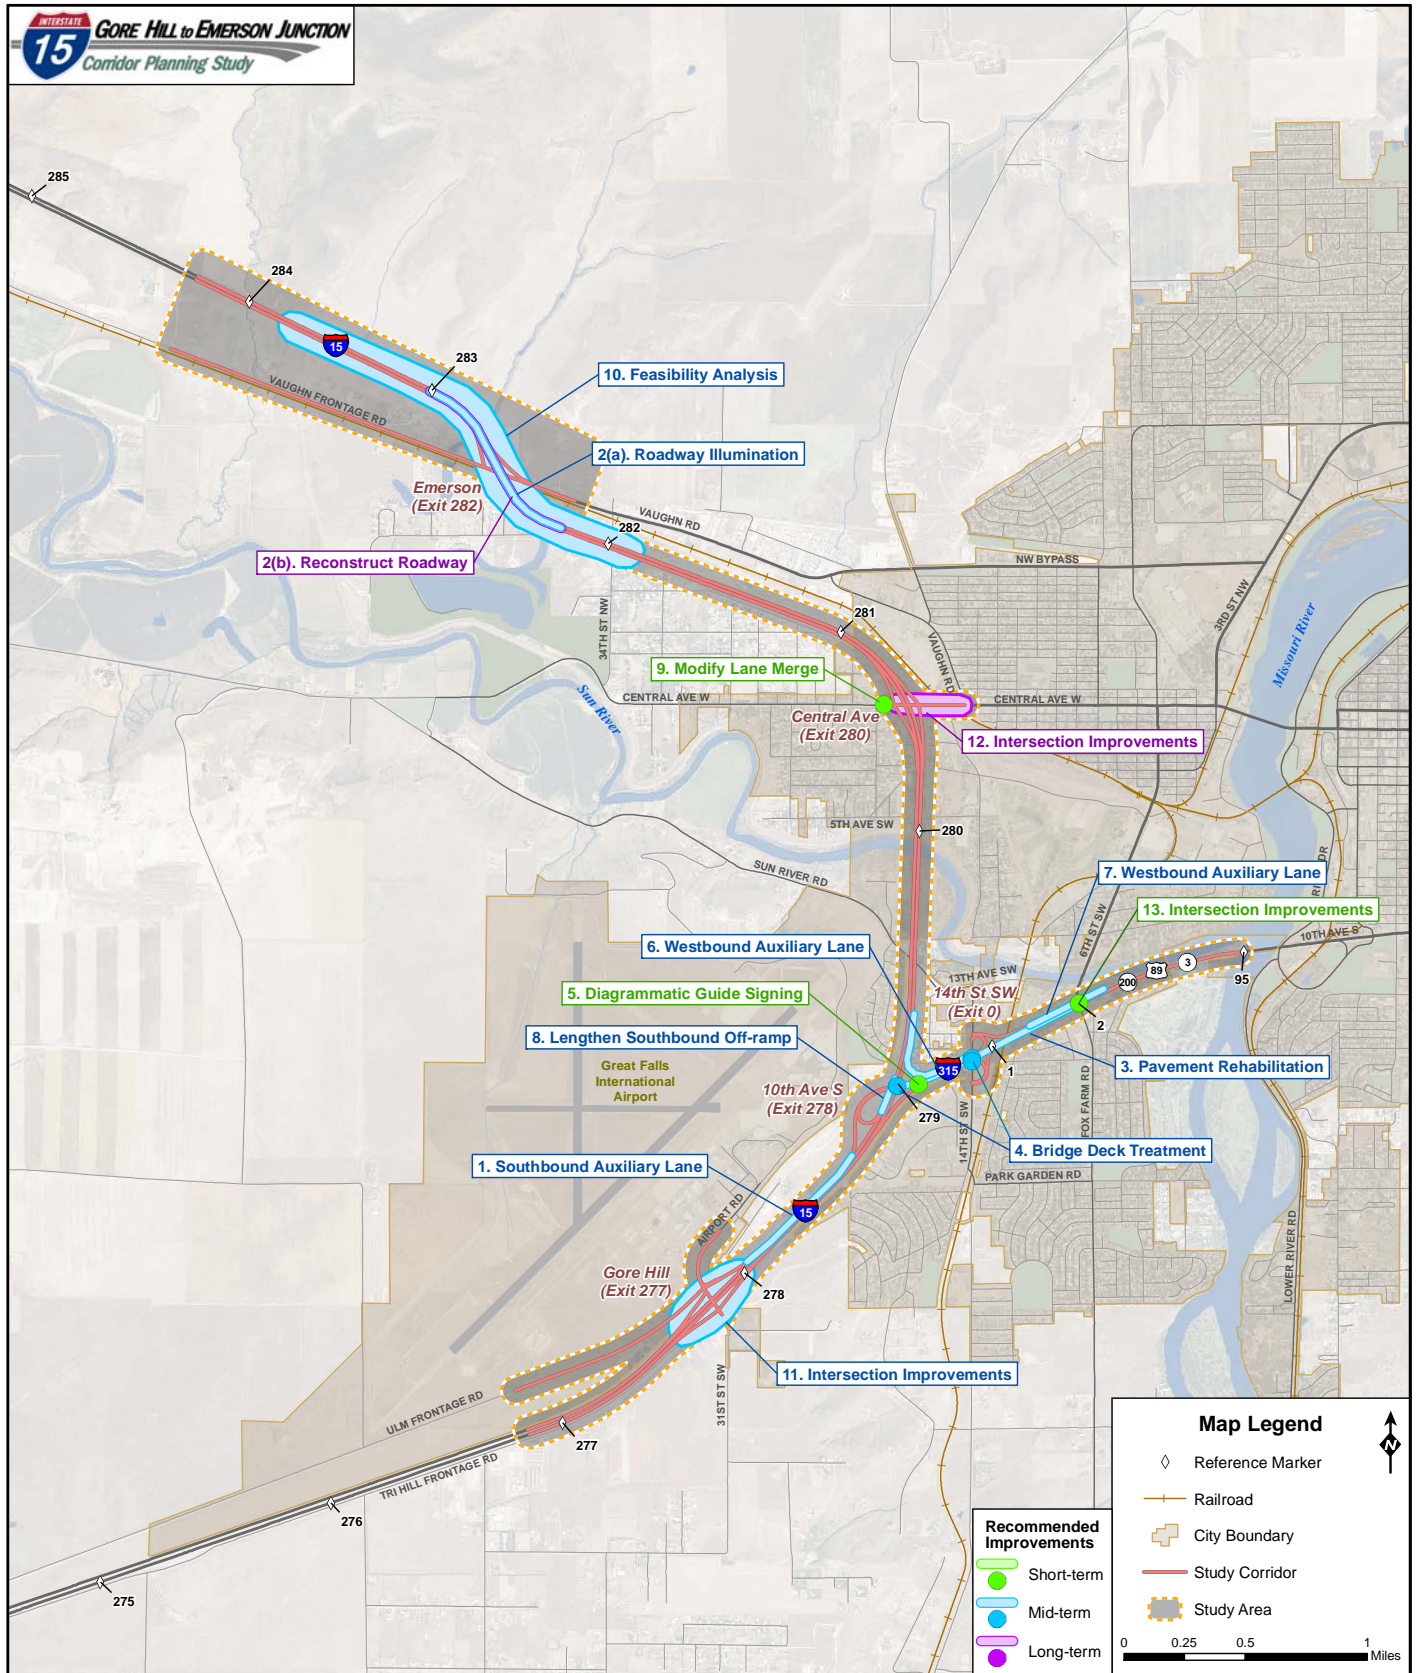 INTERSTATE
15
GORE HILL to EMERSON JUNCTION
Corridor Planning Study
285
284
283
15
10. Feasibility Analysis
VAUGHN FRONTAGE RD
2(a). Roadway Illumination
Emerson
(Exit 282)
VAUGHN RD
282
2(b). Reconstruct Roadway
NW BYPASS
3RD ST NW
Missouri River
34TH ST NW
281
VAUGHN RD
9. Modify Lane Merge
Sun River
CENTRAL AVE W
CENTRAL AVE W
Central Ave
(Exit 280)
12. Intersection Improvements
5TH AVE SW
280
SUN RIVER RD
7. Westbound Auxiliary Lane
13. Intersection Improvements
6TH ST SW
10TH AVE S
6. Westbound Auxiliary Lane
13TH AVE SW
200
89
3
95
5. Diagrammatic Guide Signing
14th St SW
(Exit 0)
2
8. Lengthen Southbound Off-ramp
315
1
3. Pavement Rehabilitation
Great Falls
International
Airport
10th Ave S
(Exit 278)
279
14TH ST SW
FOX FARM RD
4. Bridge Deck Treatment
1. Southbound Auxiliary Lane
PARK GARDEN RD
15
AIRPORT RD
LOWER RIVER RD
Gore Hill
(Exit 277)
278
11. Intersection Improvements
31ST ST SW
ULM FRONTAGE RD
277
TRI HILL FRONTAGE RD
276
275
Map Legend
N
Reference Marker
Railroad
City Boundary
Study Corridor
Study Area
0 0.25 0.5 1
Miles
Recommended
Improvements
Short-term
Mid-term
Long-term